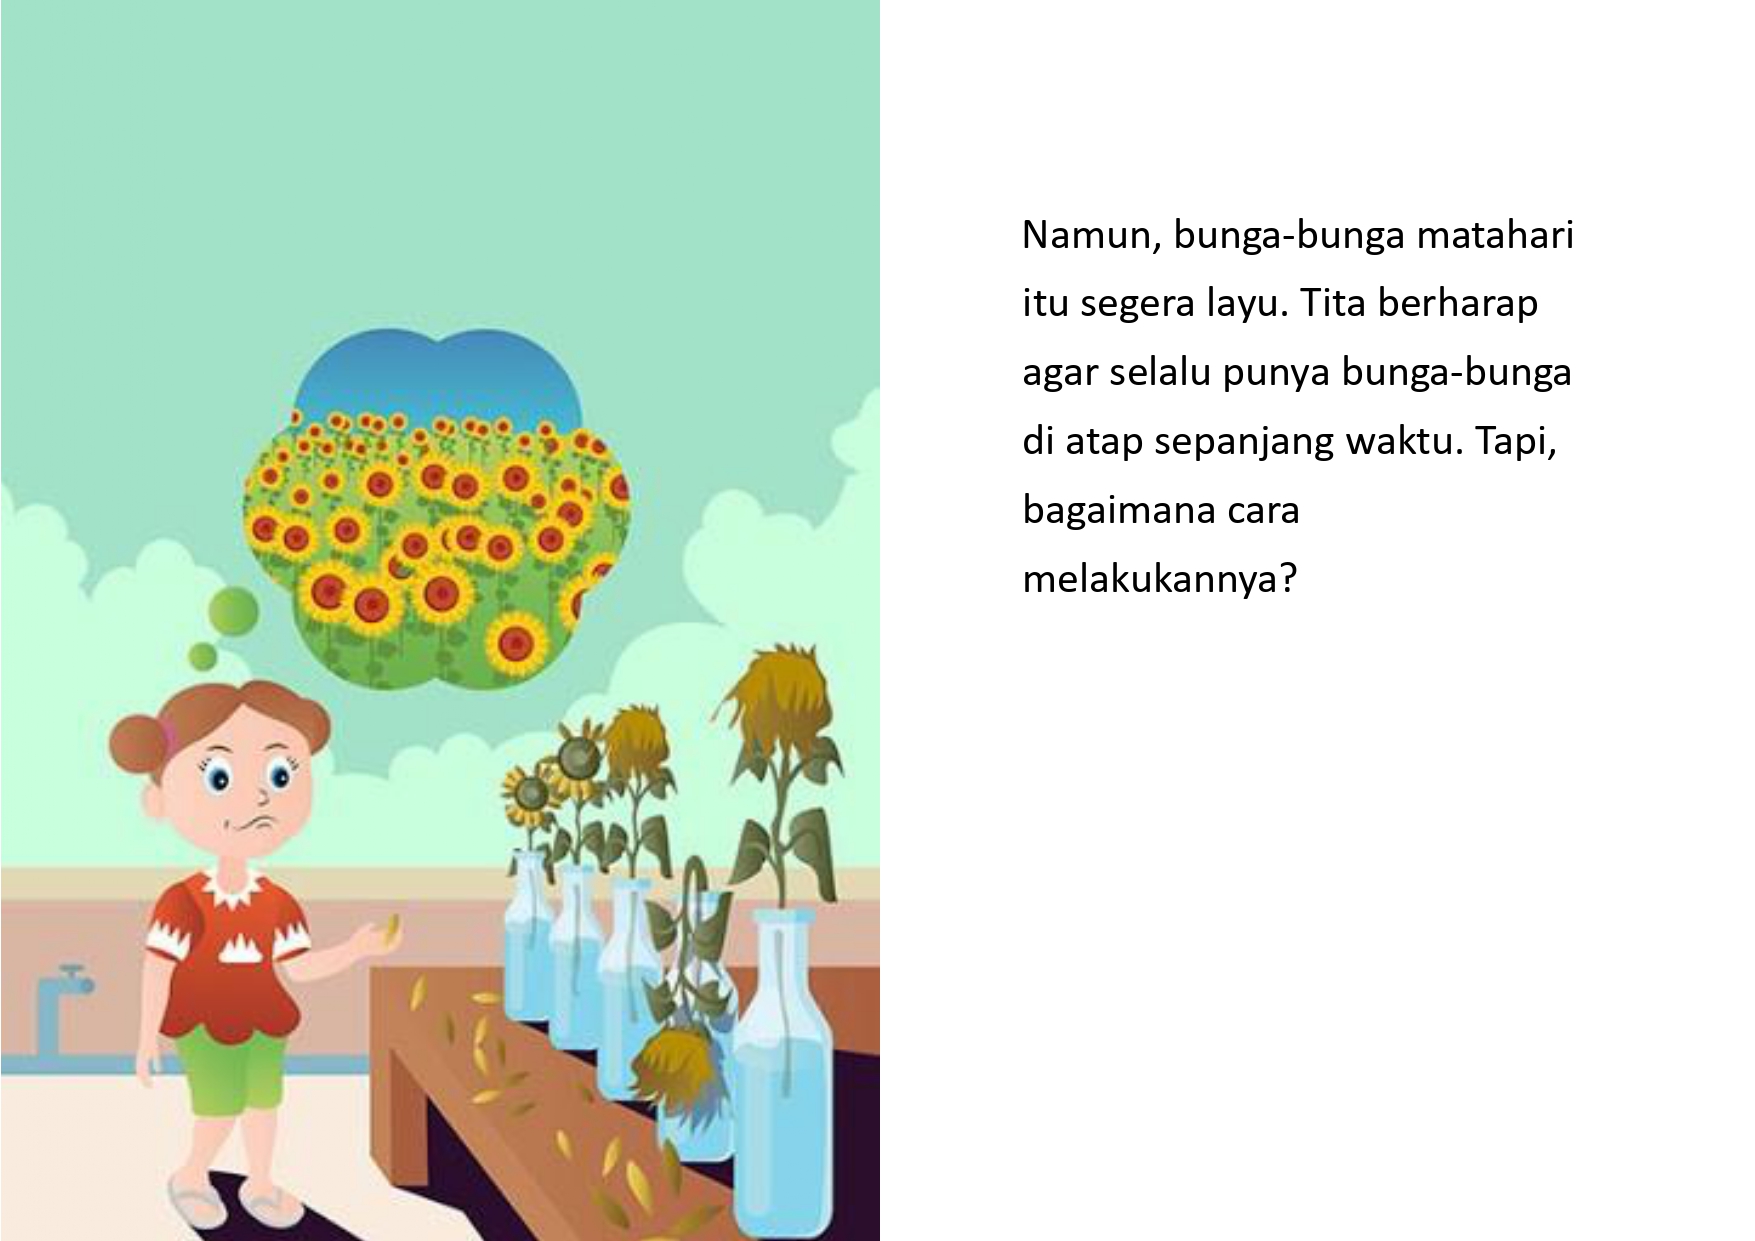 Namun, bunga-bunga matahari
itu segera layu. Tita berharap
agar selalu punya bunga-bunga
di atap sepanjang waktu. Tapi,
bagaimana cara
melakukannya?